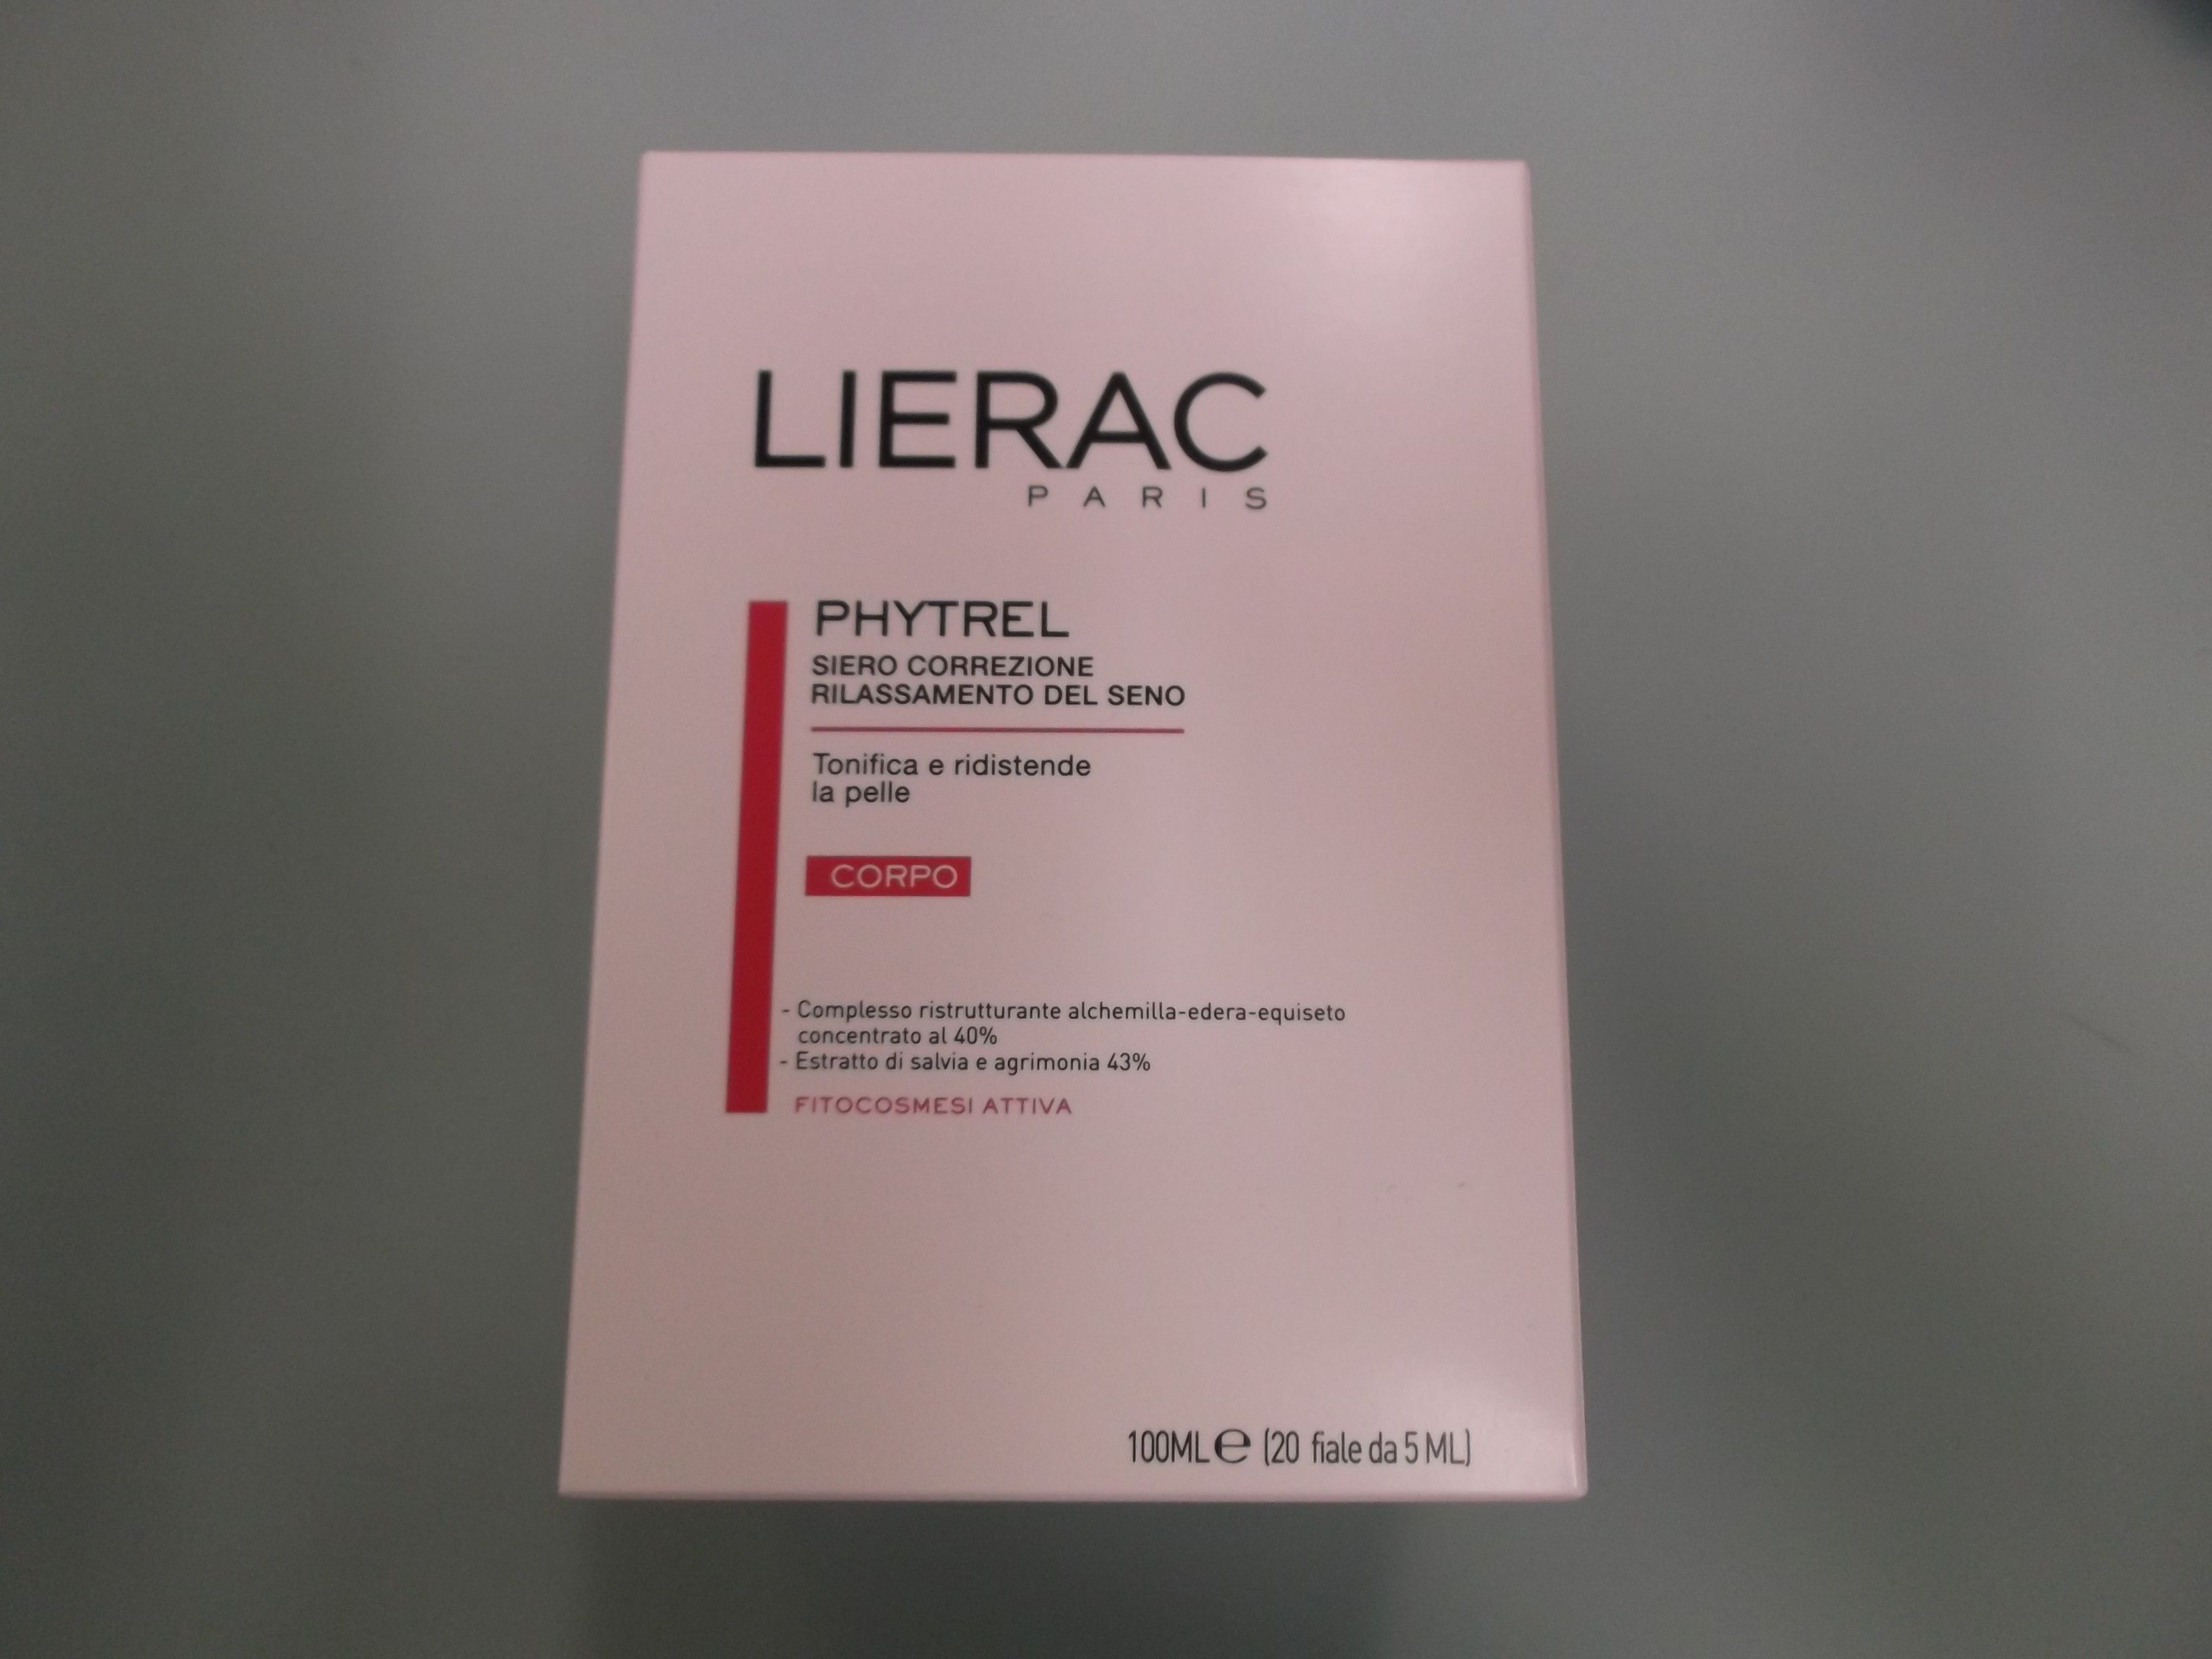 LIERAC
PARIS
PHYTREL
SIERO CORREZIONE
RILASSAMENTO DEL SENO
Tonifica e ridistende
la pelle
CORPO
- Complesso ristrutturante alchemilla-edera-equiseto
concentrato al 40%
- Estratto di salvia e agrimonia 43%
FITOCOSMESI ATTIVA
100ML e (20 fiale da 5 ML)